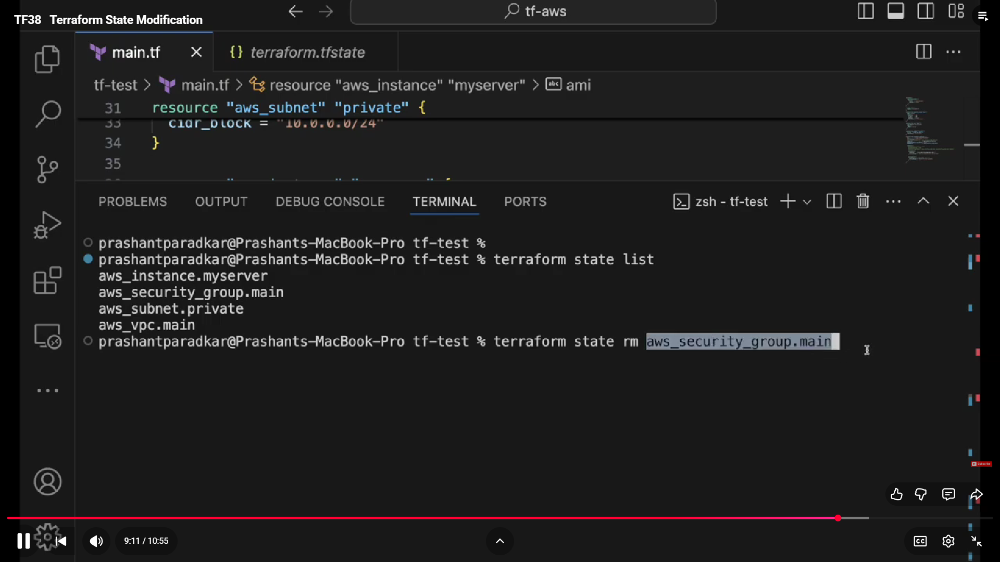 TF38 Terraform State Modification
tf-aws
main.tf
{} terraform.tfstate
tf-test > main.tf > resource "aws_instance" "myserver" > abc ami
31 resource "aws_subnet" "private" {
33 cidr_block = "10.0.0.0/24"
34 }
35
PROBLEMS OUTPUT DEBUG CONSOLE TERMINAL PORTS zsh - tf-test
prashantparadkar@Prashants-MacBook-Pro tf-test %
prashantparadkar@Prashants-MacBook-Pro tf-test % terraform state list
aws_instance.myserver
aws_security_group.main
aws_subnet.private
aws_vpc.main
prashantparadkar@Prashants-MacBook-Pro tf-test % terraform state rm aws_security_group.main
Subscribe
9:11 / 10:55
CC